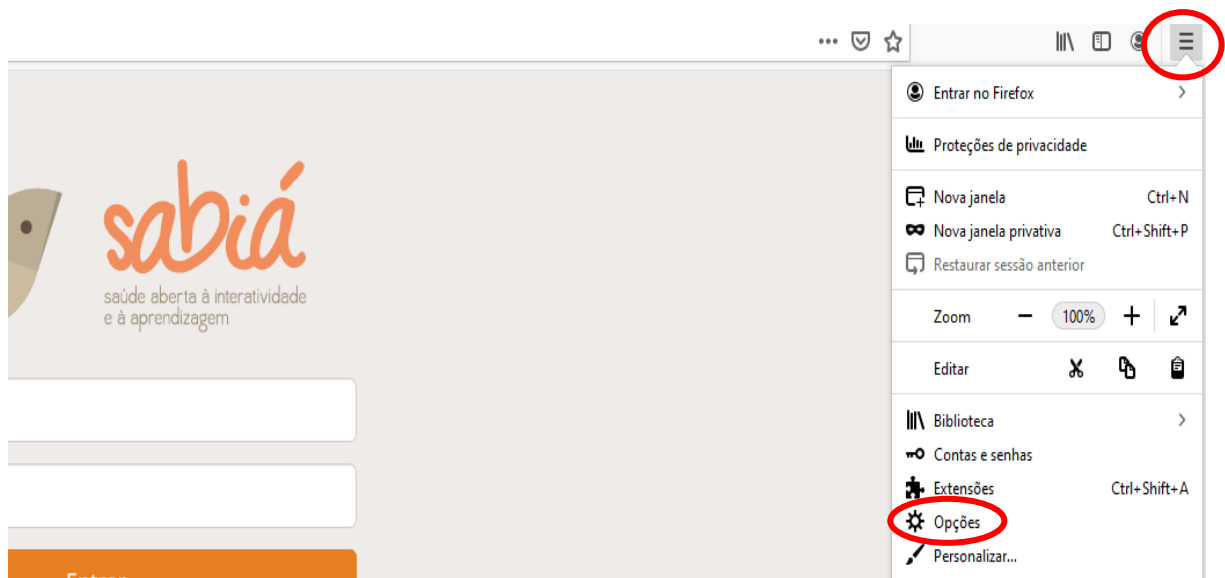 Entrar no Firefox
Proteções de privacidade
Nova janela Ctrl+N
Nova janela privativa Ctrl+Shift+P
Restaurar sessão anterior
Zoom 100%
Editar
Biblioteca
Contas e senhas
Extensões Ctrl+Shift+A
Opções
Personalizar...
sabiá
saúde aberta à interatividade
e à aprendizagem
Entrar